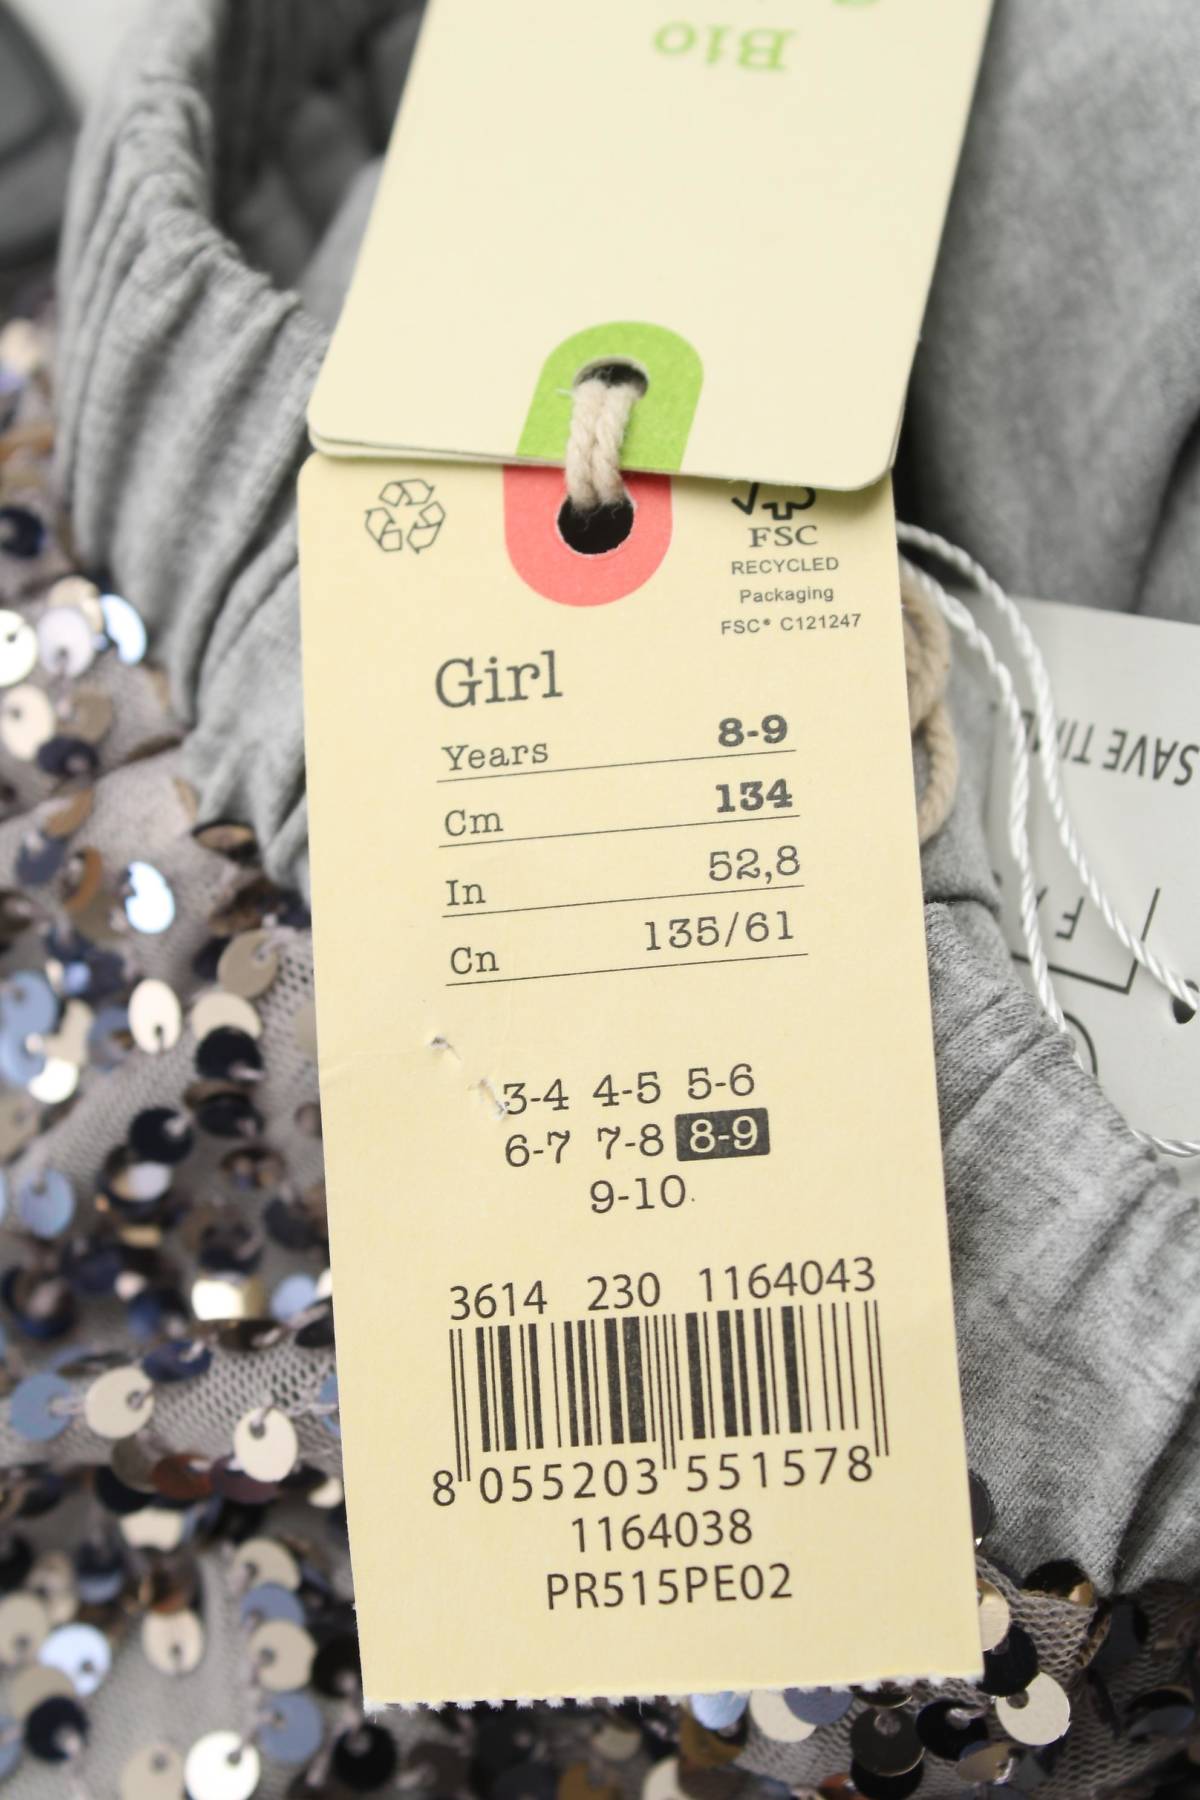 Bio
FSC
RECYCLED
Packaging
FSC® C121247
Girl
Years 8-9
Cm 134
In 52,8
Cn 135/61
3-4 4-5 5-6
6-7 7-8 8-9
9-10
3614 230 1164043
8 055203 551578
1164038
PR515PE02
SAVE TIME